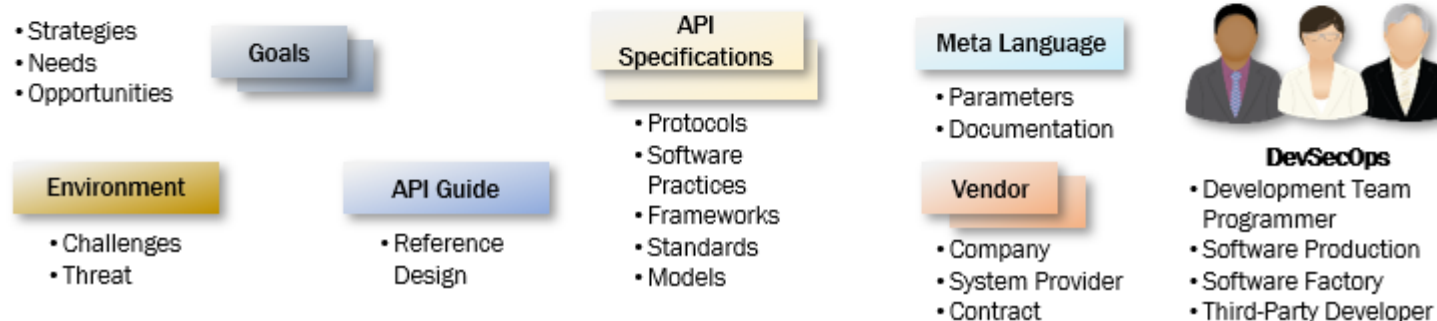 • Strategies
• Needs
• Opportunities
Goals
Environment
• Challenges
• Threat
API Guide
• Reference
Design
API
Specifications
• Protocols
• Software
Practices
• Frameworks
• Standards
• Models
Meta Language
• Parameters
• Documentation
Vendor
• Company
• System Provider
• Contract
DevSecOps
• Development Team
Programmer
• Software Production
• Software Factory
• Third-Party Developer